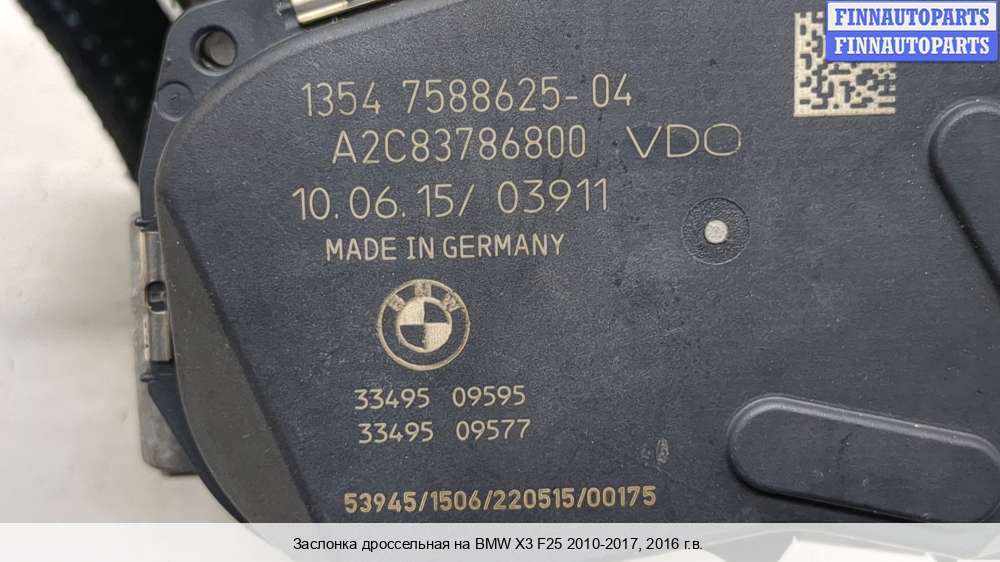 FINNAUTOPARTS
FINNAUTOPARTS
1354 7588625-04
A2C83786800 VDO
10.06.15/ 03911
MADE IN GERMANY
BMW
33495 09595
33495 09577
53945/1506/220515/00175
Заслонка дроссельная на BMW X3 F25 2010-2017, 2016 г.в.